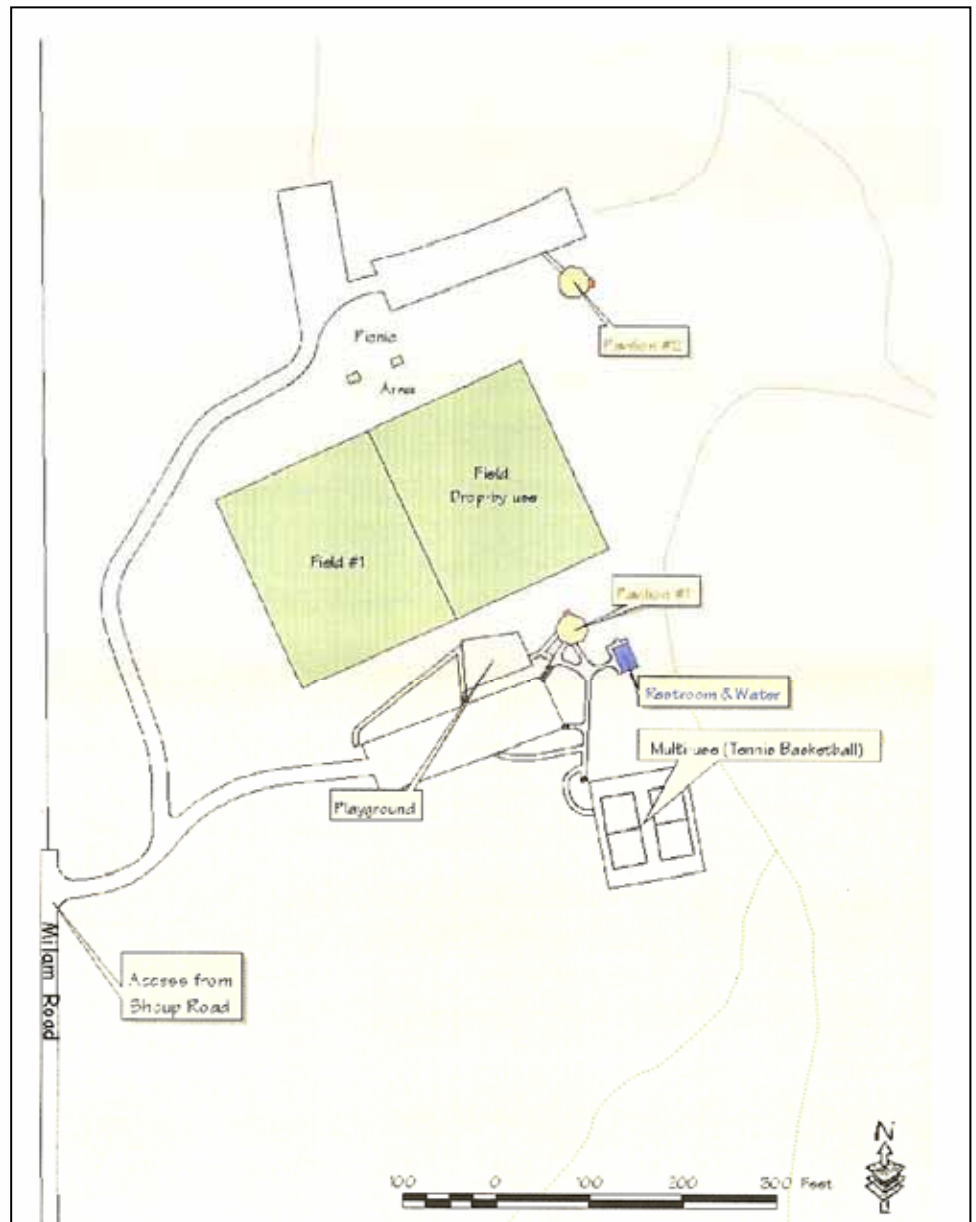 Picnic
Area
Pavilion #2
Field
Drop-by use
Field #1
Pavilion #1
Restroom & Water
Multi-use (Tennis Basketball)
Playground
Milam Road
Access from
Shoup Road
N
100 0 100 200 300 Feet